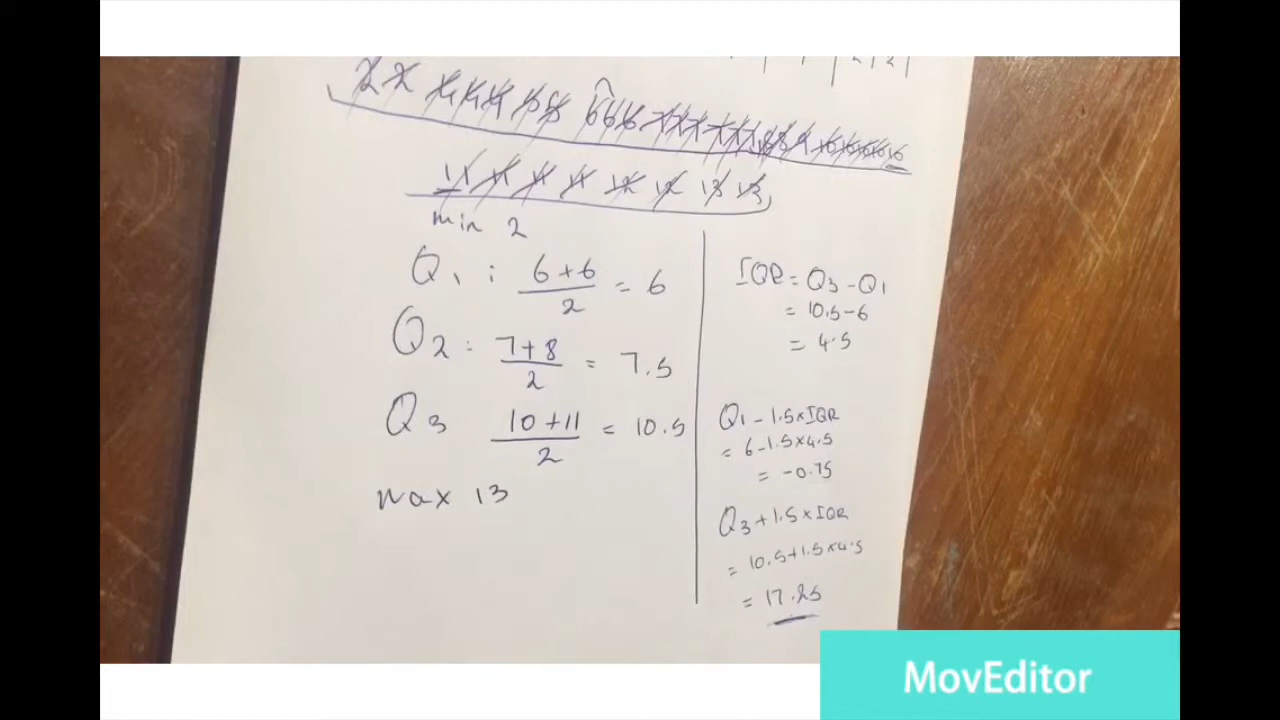 min 2
Q1 : 6+6/2 = 6
Q2 : 7+8/2 = 7.5
Q3 10+11/2 = 10.5
max 13
IQR = Q3 - Q1
= 10.5-6
= 4.5
Q1 - 1.5×IQR
= 6-1.5×4.5
= -0.75
Q3+1.5×IQR
= 10.5+1.5×4.5
= 17.25
MovEditor